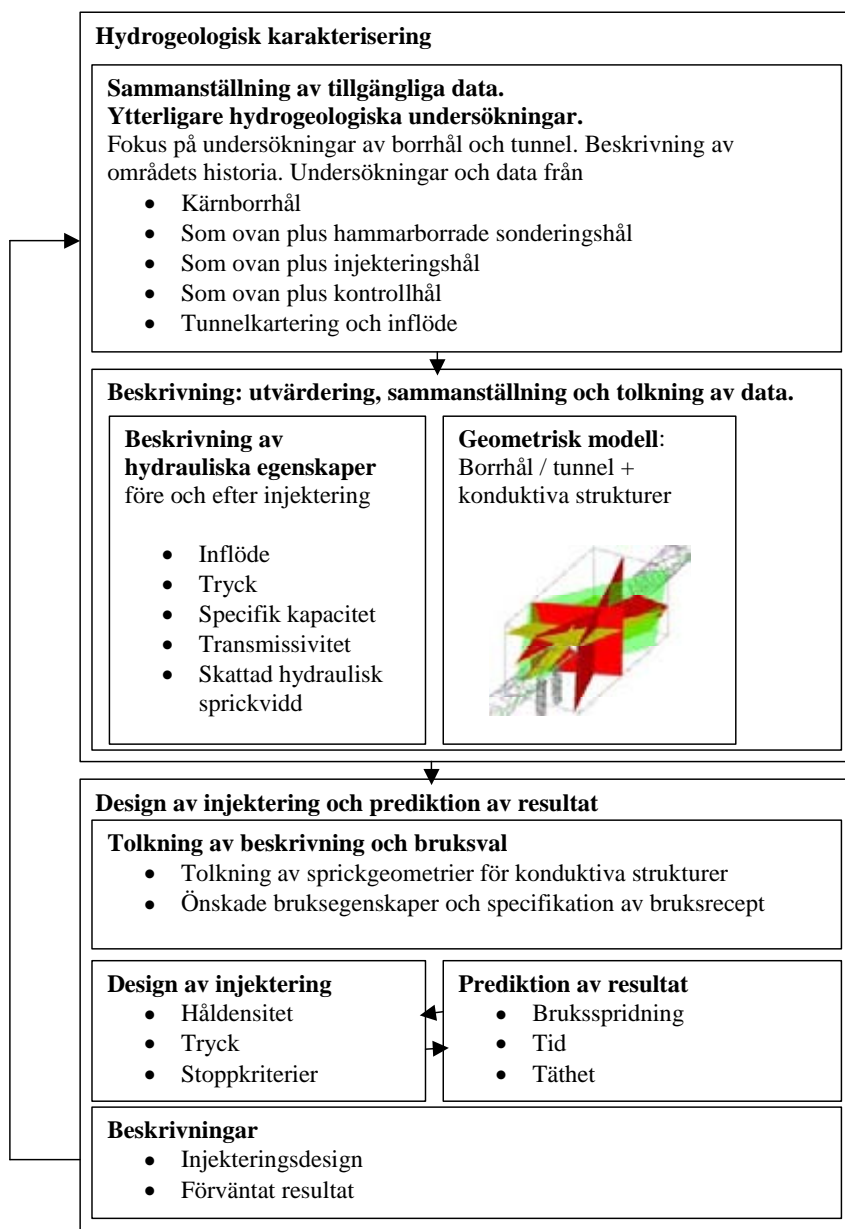 Hydrogeologisk karakterisering
Sammanställning av tillgängliga data.
Ytterligare hydrogeologiska undersökningar.
Fokus på undersökningar av borrhål och tunnel. Beskrivning av
områdets historia. Undersökningar och data från
• Kärnborrhål
• Som ovan plus hammarborrade sonderingshål
• Som ovan plus injekteringshål
• Som ovan plus kontrollhål
• Tunnelkartering och inflöde
Beskrivning: utvärdering, sammanställning och tolkning av data.
Beskrivning av
hydrauliska egenskaper
före och efter injektering
• Inflöde
• Tryck
• Specifik kapacitet
• Transmissivitet
• Skattad hydraulisk
sprickvidd
Geometrisk modell:
Borrhål / tunnel +
konduktiva strukturer
Design av injektering och prediktion av resultat
Tolkning av beskrivning och bruksval
• Tolkning av sprickgeometrier för konduktiva strukturer
• Önskade bruksegenskaper och specifikation av bruksrecept
Design av injektering
• Håldensitet
• Tryck
• Stoppkriterier
Prediktion av resultat
• Bruksspridning
• Tid
• Täthet
Beskrivningar
• Injekteringsdesign
• Förväntat resultat